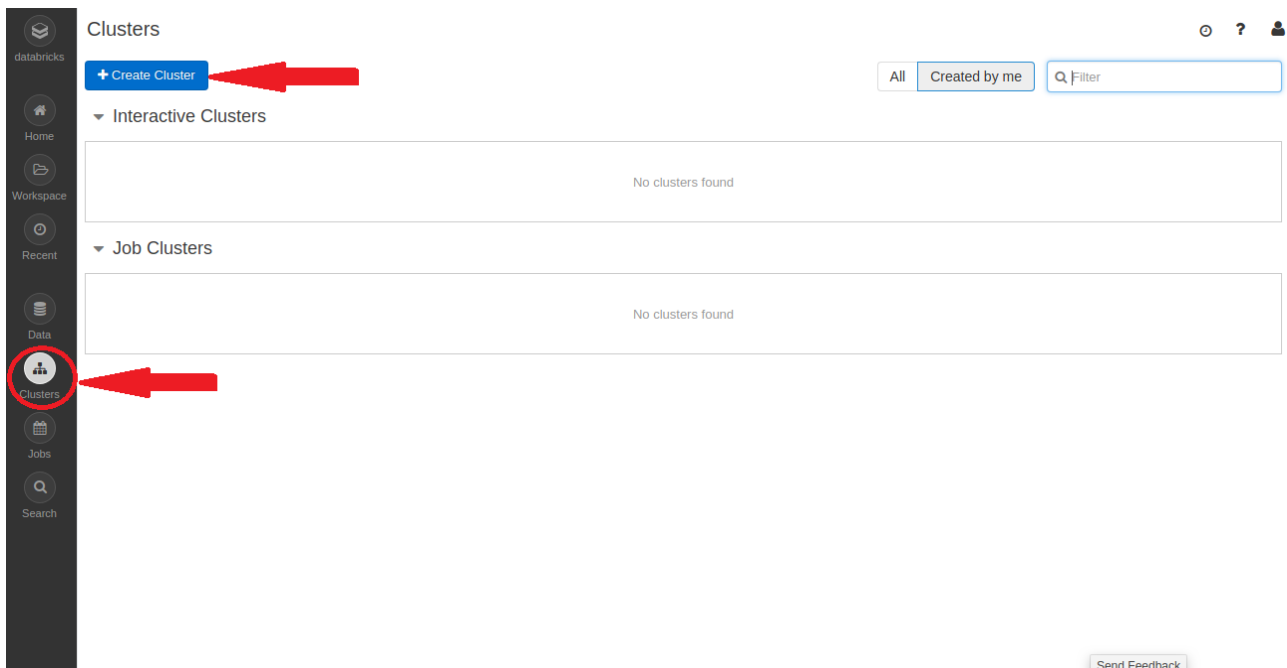 Clusters
?
databricks
+ Create Cluster
All
Created by me
Filter
Interactive Clusters
Home
No clusters found
Workspace
Job Clusters
Recent
No clusters found
Data
Clusters
Jobs
Search
Send Feedback